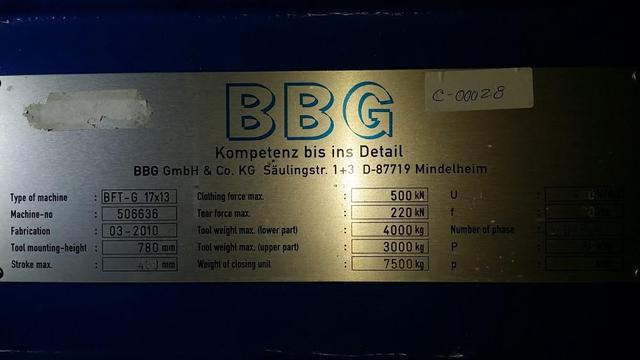 BBG
C-00028
Kompetenz bis ins Detail
BBG GmbH & Co. KG Säulingstr. 1+3 D-87719 Mindelheim
Type of machine : BFT-G 17x13 Clothing force max. : 500 kN U :
Machine-no : 506636 Tear force max. : 220 kN f :
Fabrication : 03-2010 Tool weight max. (lower part) : 4000 kg Number of phase :
Tool mounting-height : 780 mm Tool weight max. (upper part) : 3000 kg P :
Stroke max. : mm Weight of closing unit : 7500 kg p :